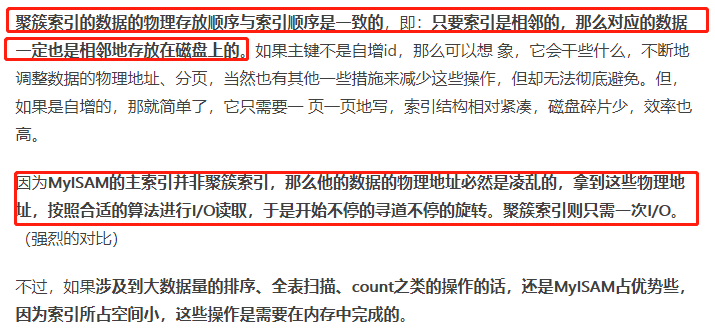 聚簇索引的数据的物理存放顺序与索引顺序是一致的，即：只要索引是相邻的，那么对应的数据
一定也是相邻地存放在磁盘上的。如果主键不是自增id，那么可以想 象，它会干些什么，不断地
调整数据的物理地址、分页，当然也有其他一些措施来减少这些操作，但却无法彻底避免。但，
如果是自增的，那就简单了，它只需要一 页一页地写，索引结构相对紧凑，磁盘碎片少，效率也
高。
因为MyISAM的主索引并非聚簇索引，那么他的数据的物理地址必然是凌乱的，拿到这些物理地
址，按照合适的算法进行I/O读取，于是开始不停的寻道不停的旋转。聚簇索引则只需一次I/O。
（强烈的对比）
不过，如果涉及到大数据量的排序、全表扫描、count之类的操作的话，还是MyISAM占优势些，
因为索引所占空间小，这些操作是需要在内存中完成的。